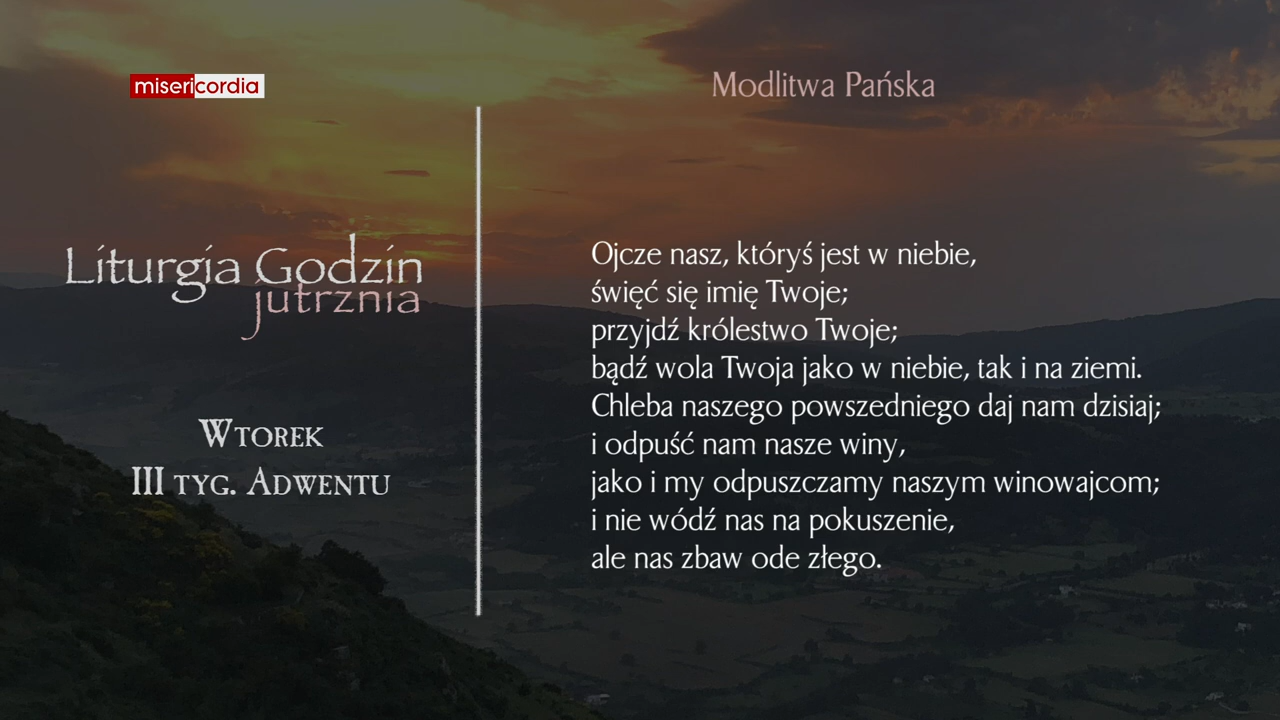 misericordia
Liturgia Godzin
jutrznia
Wtorek
III tyg. Adwentu
Modlitwa Pańska
Ojcze nasz, któryś jest w niebie,
święć się imię Twoje;
przyjdź królestwo Twoje;
bądź wola Twoja jako w niebie, tak i na ziemi.
Chleba naszego powszedniego daj nam dzisiaj;
i odpuść nam nasze winy,
jako i my odpuszczamy naszym winowajcom;
i nie wódź nas na pokuszenie,
ale nas zbaw ode złego.